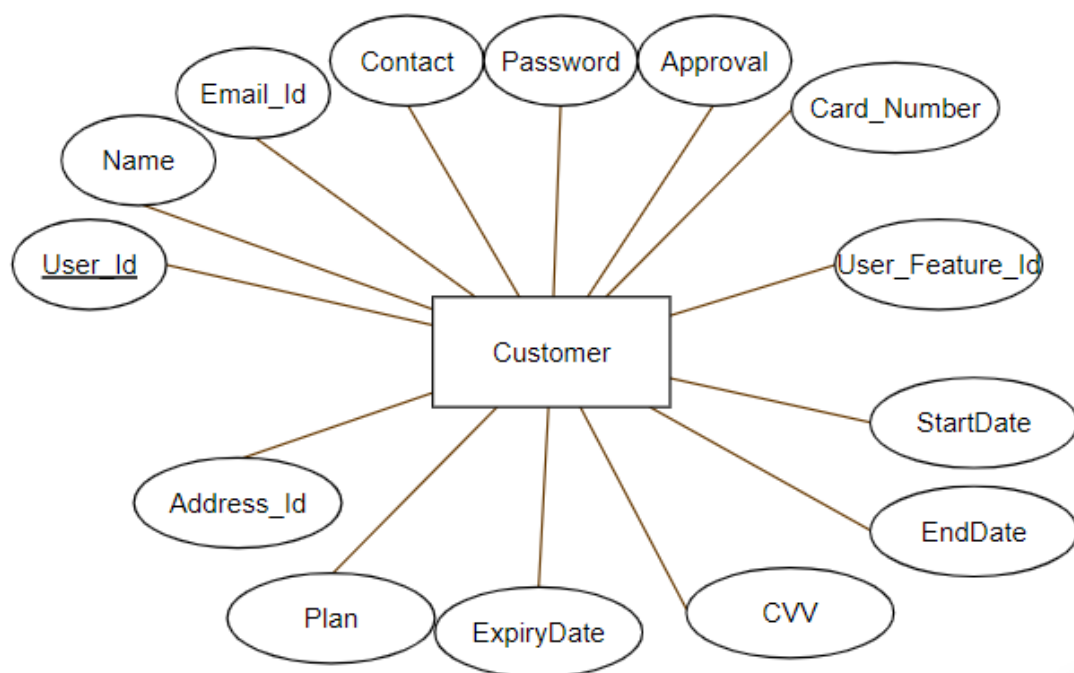 Contact
Password
Approval
Email_Id
Card_Number
Name
User_Id
User_Feature_Id
Customer
StartDate
Address_Id
EndDate
Plan
ExpiryDate
CVV